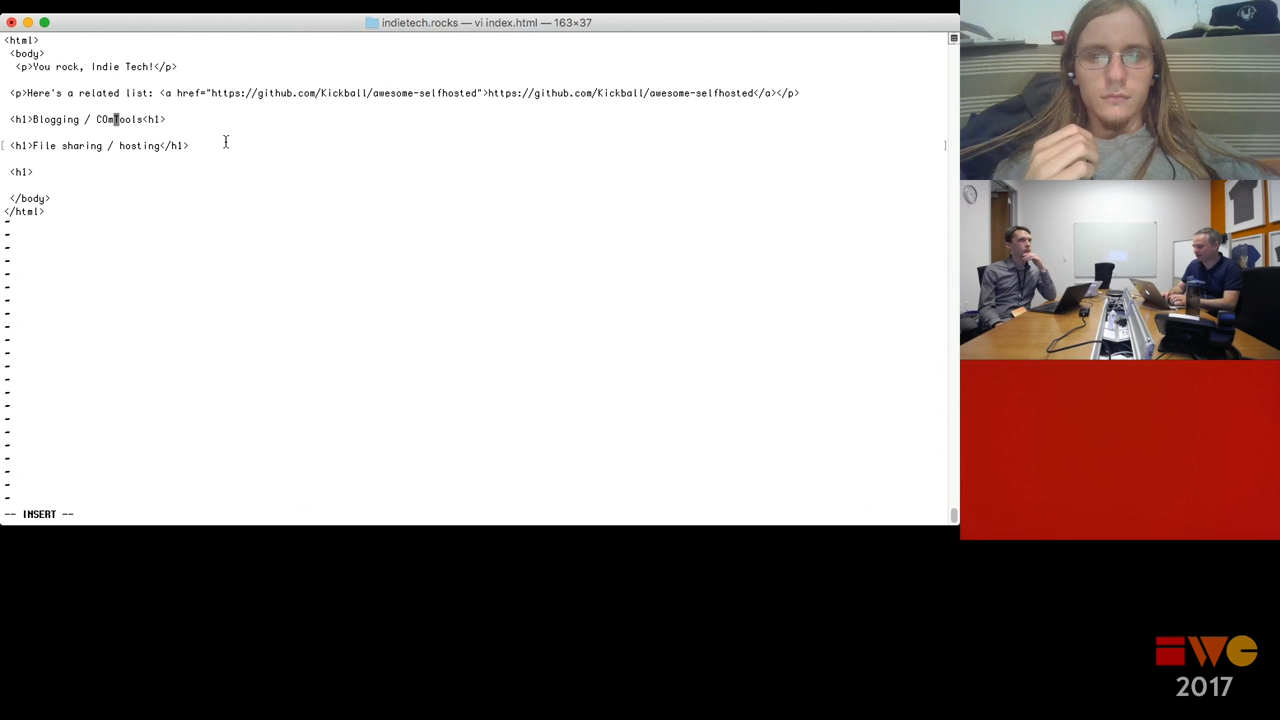 indietech.rocks — vi index.html — 163×37
<html>
<body>
<p>You rock, Indie Tech!</p>
<p>Here's a related list: <a href="https://github.com/Kickball/awesome-selfhosted">https://github.com/Kickball/awesome-selfhosted</a></p>
<h1>Blogging / COmTools<h1>
<h1>File sharing / hosting</h1>
<h1>
</body>
</html>
-- INSERT --
IWC
2017